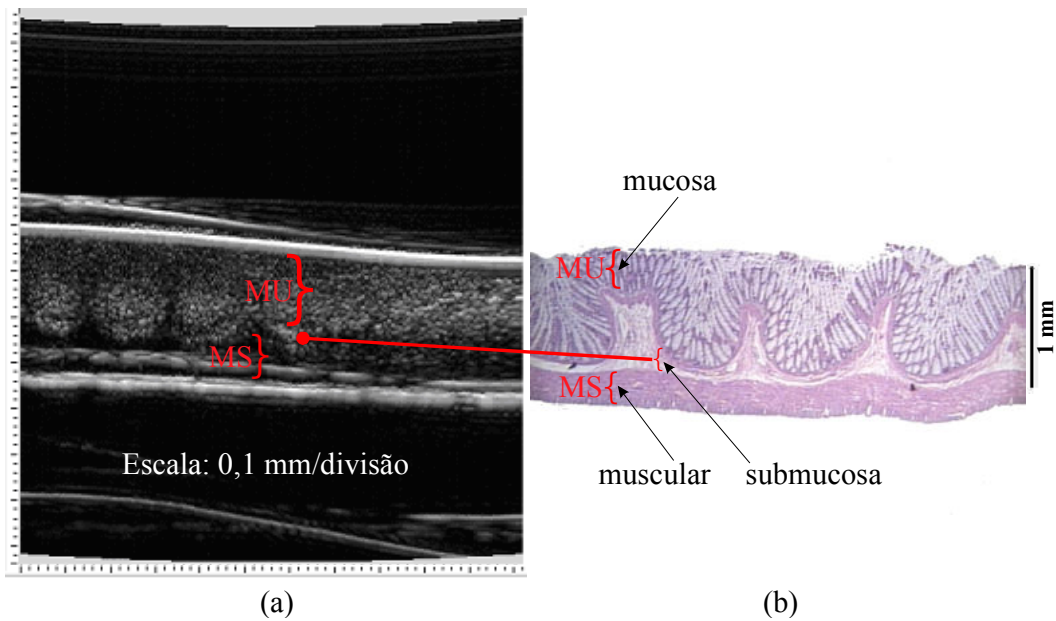 mucosa
MU
MU
MS
MS
1 mm
Escala: 0,1 mm/divisão
muscular
submucosa
(a)
(b)